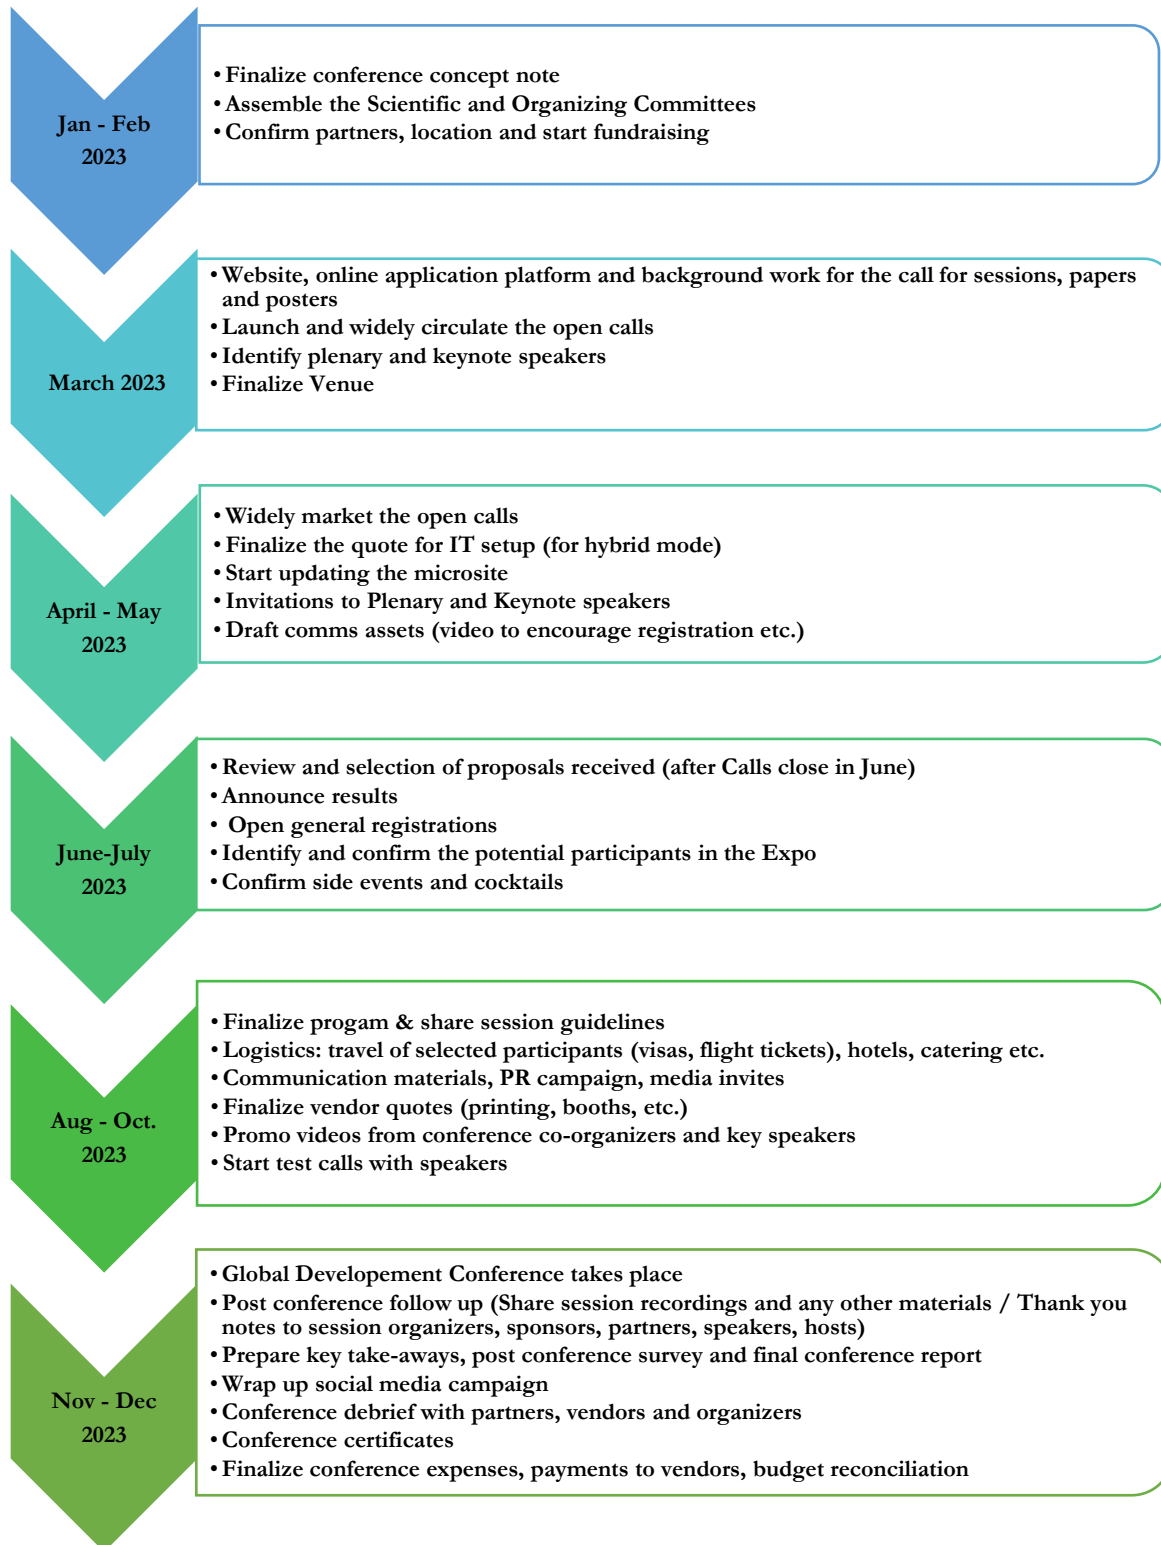 Jan - Feb
2023
• Finalize conference concept note
• Assemble the Scientific and Organizing Committees
• Confirm partners, location and start fundraising
March 2023
• Website, online application platform and background work for the call for sessions, papers
and posters
• Launch and widely circulate the open calls
• Identify plenary and keynote speakers
• Finalize Venue
April - May
2023
• Widely market the open calls
• Finalize the quote for IT setup (for hybrid mode)
• Start updating the microsite
• Invitations to Plenary and Keynote speakers
• Draft comms assets (video to encourage registration etc.)
June-July
2023
• Review and selection of proposals received (after Calls close in June)
• Announce results
• Open general registrations
• Identify and confirm the potential participants in the Expo
• Confirm side events and cocktails
Aug - Oct.
2023
• Finalize progam & share session guidelines
• Logistics: travel of selected participants (visas, flight tickets), hotels, catering etc.
• Communication materials, PR campaign, media invites
• Finalize vendor quotes (printing, booths, etc.)
• Promo videos from conference co-organizers and key speakers
• Start test calls with speakers
Nov - Dec
2023
• Global Developement Conference takes place
• Post conference follow up (Share session recordings and any other materials / Thank you
notes to session organizers, sponsors, partners, speakers, hosts)
• Prepare key take-aways, post conference survey and final conference report
• Wrap up social media campaign
• Conference debrief with partners, vendors and organizers
• Conference certificates
• Finalize conference expenses, payments to vendors, budget reconciliation